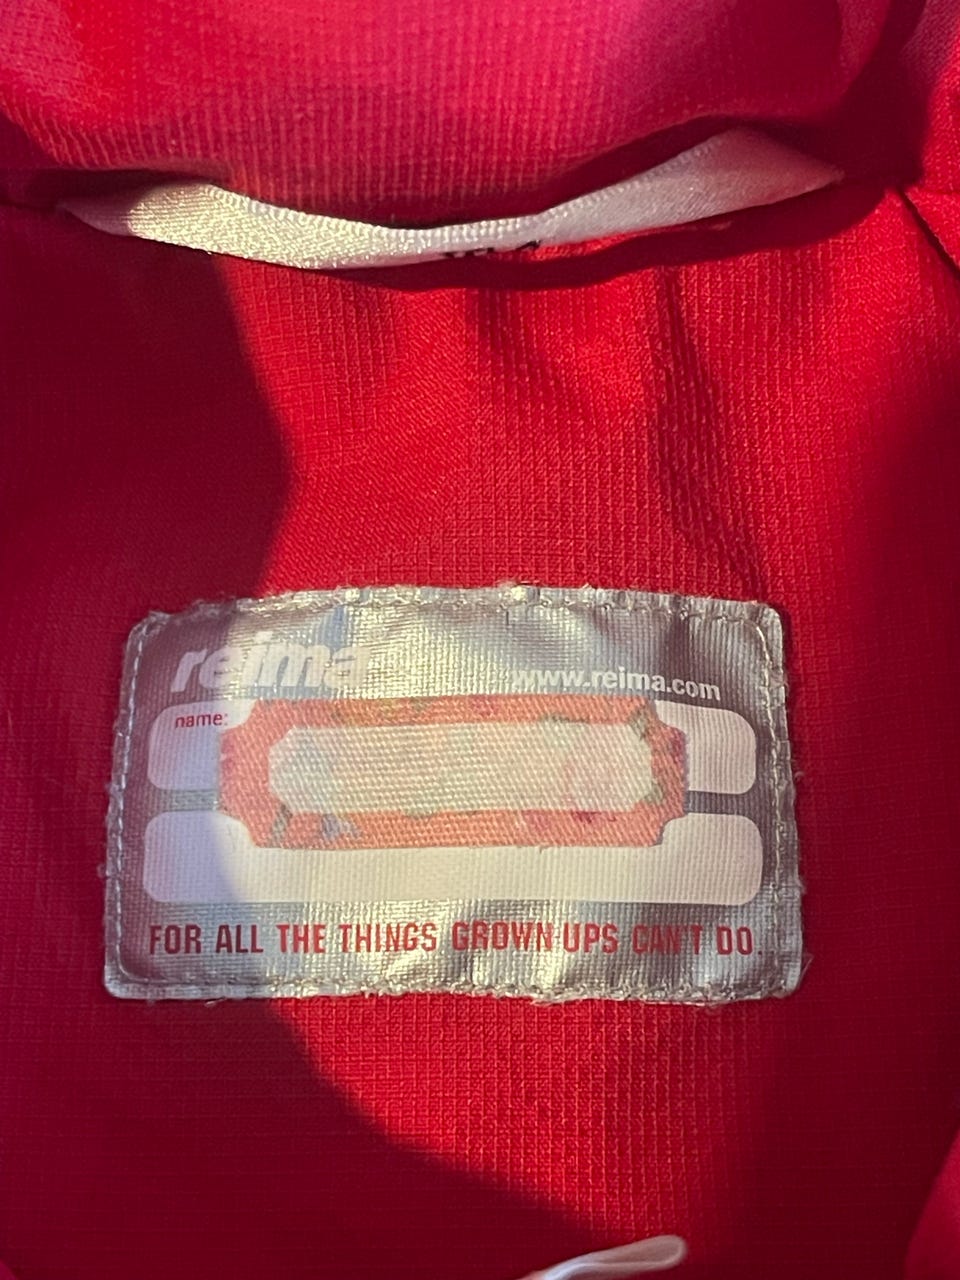 reima
www.reima.com
name:
FOR ALL THE THINGS GROWN UPS CAN'T DO.